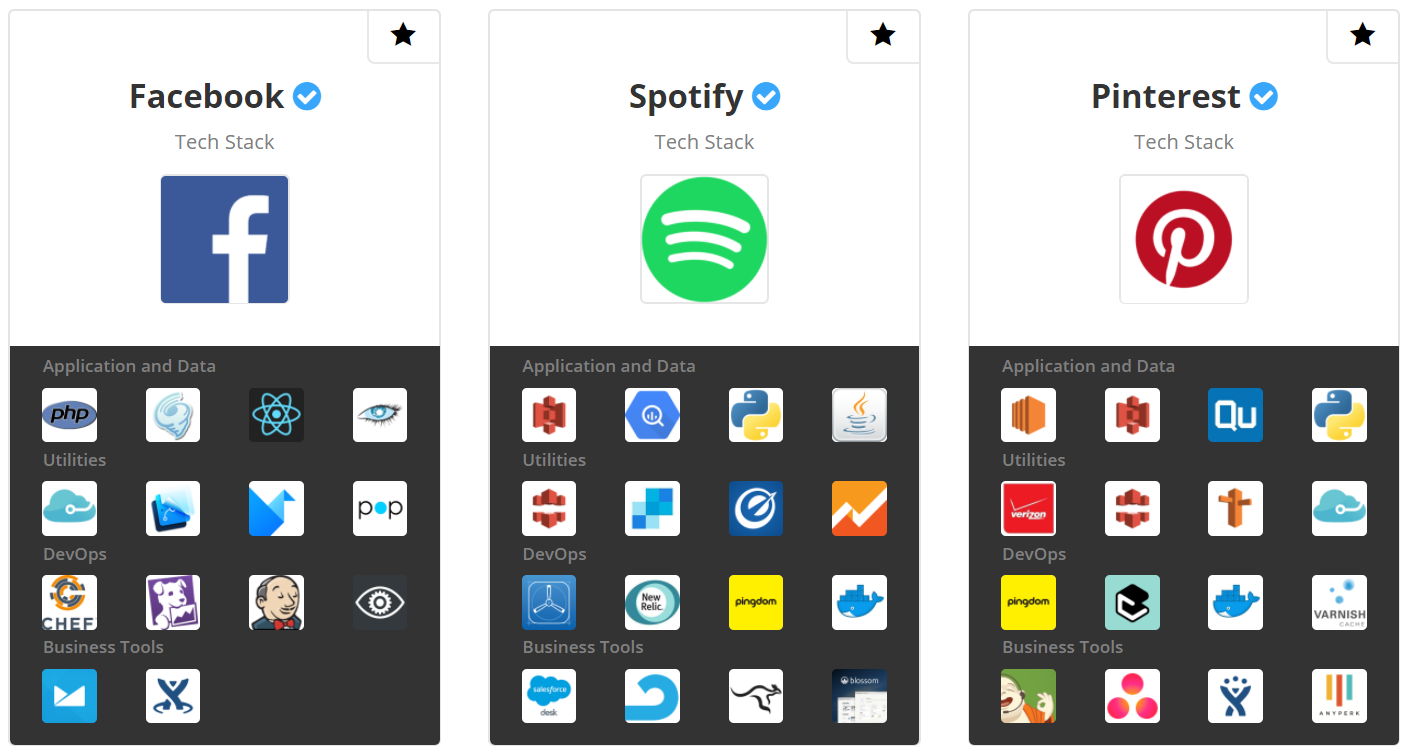 Facebook
Tech Stack
f
Application and Data
php
Utilities
pop
DevOps
CHEF
Business Tools
Spotify
Tech Stack
Application and Data
Utilities
DevOps
New
Relic.
pingdom
Business Tools
salesforce
desk
blossom
Pinterest
Tech Stack
Application and Data
Qu
Utilities
verizon
DevOps
pingdom
VARNISH
CACHE
Business Tools
ANYPERK